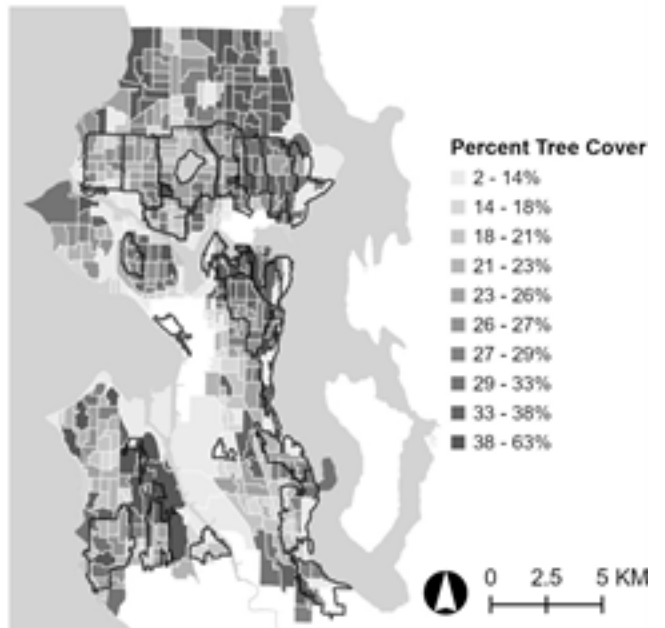 Percent Tree Cover
2 - 14%
14 - 18%
18 - 21%
21 - 23%
23 - 26%
26 - 27%
27 - 29%
29 - 33%
33 - 38%
38 - 63%
0 2.5 5 KM